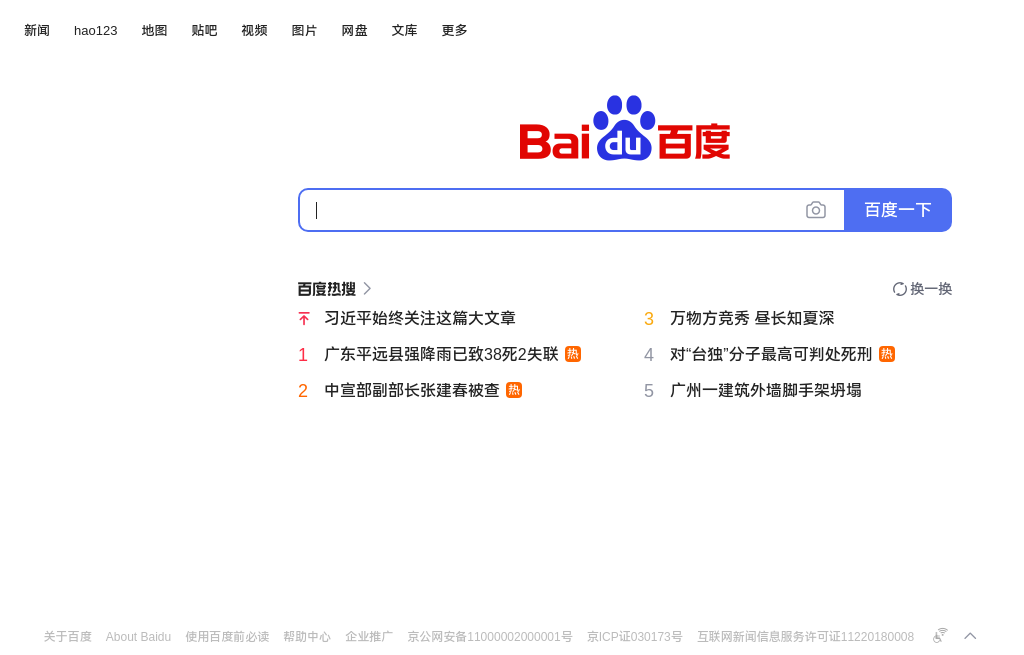 新闻 hao123 地图 贴吧 视频 图片 网盘 文库 更多
Bai du 百度
百度一下
百度热搜 换一换
习近平始终关注这篇大文章
1 广东平远县强降雨已致38死2失联 热
2 中宣部副部长张建春被查 热
3 万物方竞秀 昼长知夏深
4 对“台独”分子最高可判处死刑 热
5 广州一建筑外墙脚手架坍塌
关于百度 About Baidu 使用百度前必读 帮助中心 企业推广 京公网安备11000002000001号 京ICP证030173号 互联网新闻信息服务许可证11220180008